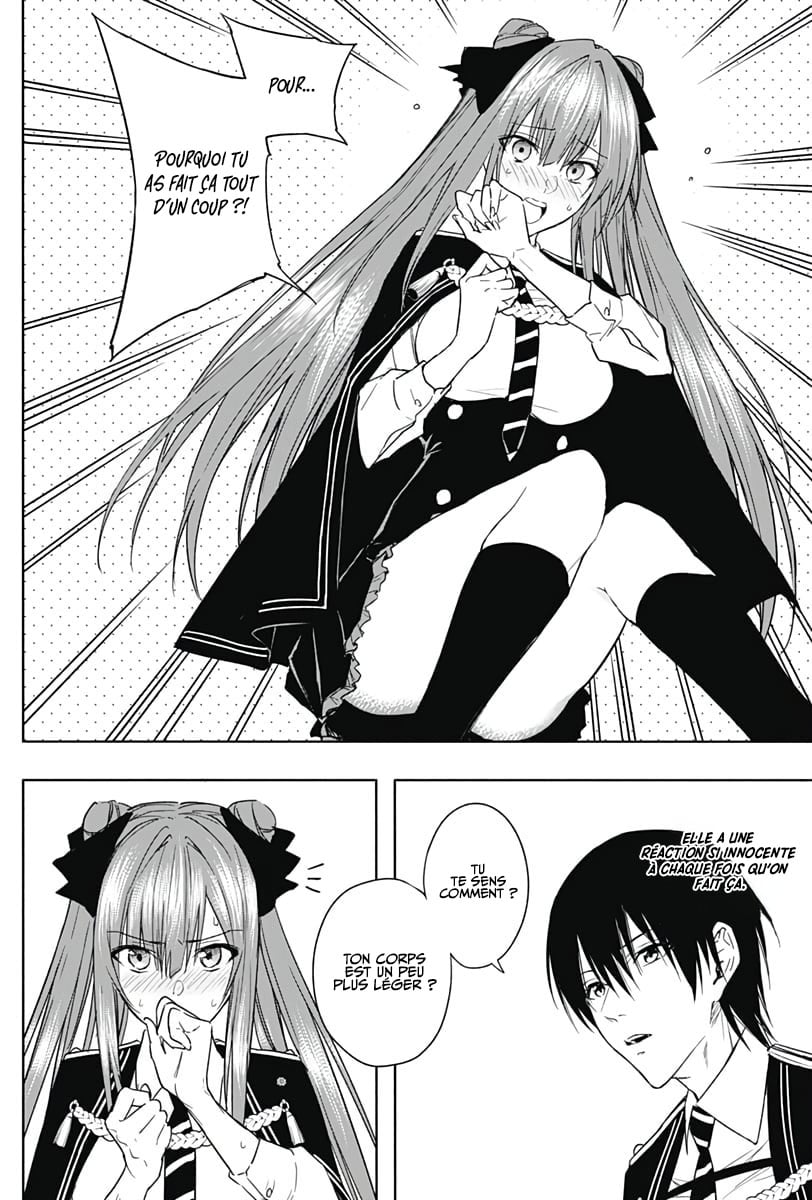 POUR...
POURQUOI TU
AS FAIT ÇA TOUT
D'UN COUP ?!
ELLE A UNE
RÉACTION SI INNOCENTE
À CHAQUE FOIS QU'ON
FAIT ÇA.
TU
TE SENS
COMMENT ?
TON CORPS
EST UN PEU
PLUS LÉGER ?